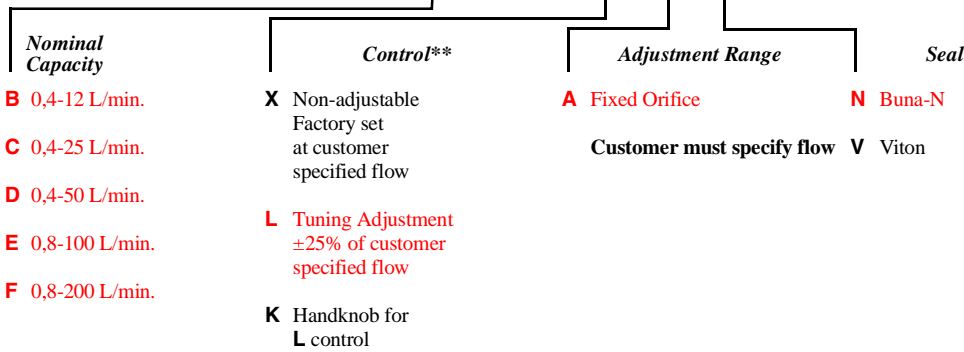 Nominal
Capacity
B 0,4-12 L/min.
C 0,4-25 L/min.
D 0,4-50 L/min.
E 0,8-100 L/min.
F 0,8-200 L/min.
Control**
X Non-adjustable
Factory set
at customer
specified flow
L Tuning Adjustment
±25% of customer
specified flow
K Handknob for
L control
Adjustment Range
A Fixed Orifice
Customer must specify flow
Seal
N Buna-N
V Viton